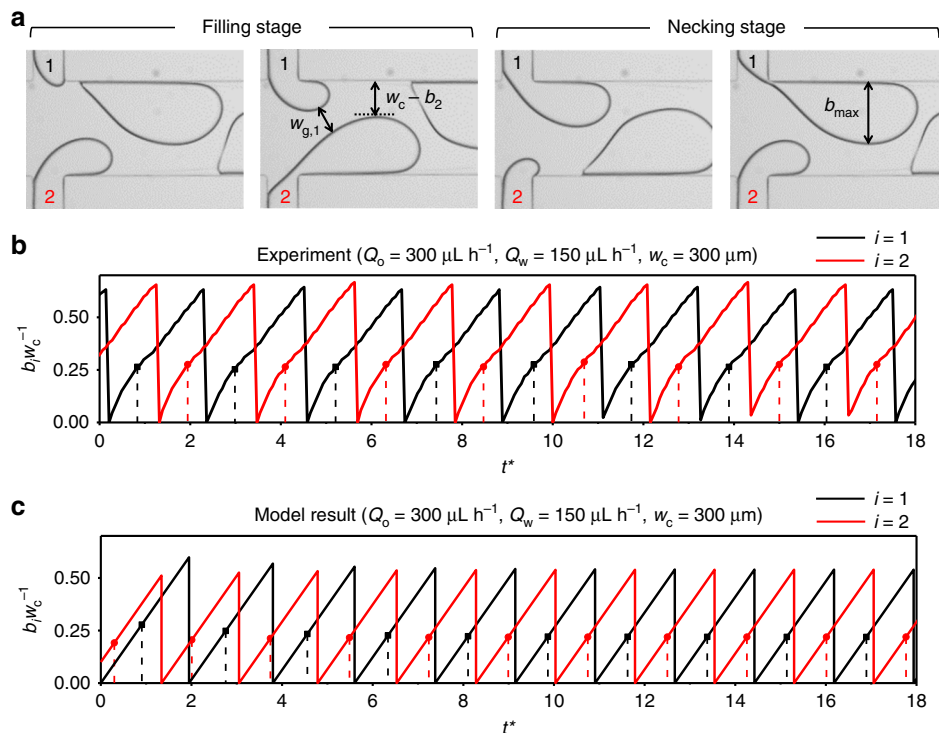 a
Filling stage
Necking stage
1
2
1
w_g,1
w_c – b_2
2
1
2
1
b_max
2
b
Experiment (Q_o = 300 μL h⁻¹, Q_w = 150 μL h⁻¹, w_c = 300 μm)
i = 1
i = 2
b_i w_c⁻¹
0.50
0.25
0.00
0 2 4 6 8 10 12 14 16 18
t*
c
Model result (Q_o = 300 μL h⁻¹, Q_w = 150 μL h⁻¹, w_c = 300 μm)
i = 1
i = 2
b_i w_c⁻¹
0.50
0.25
0.00
0 2 4 6 8 10 12 14 16 18
t*